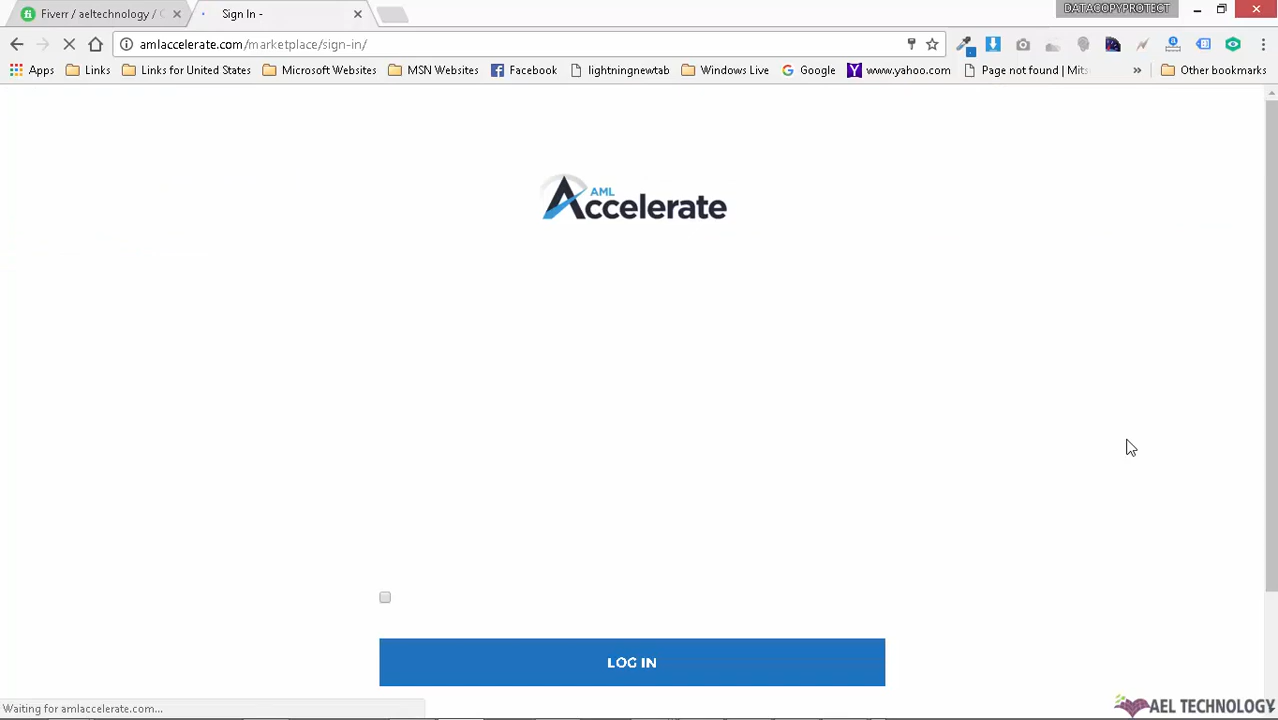 DATACOPYPROTECT
Fiverr / aeltechnology /
Sign In -
amlaccelerate.com/marketplace/sign-in/
Apps
Links
Links for United States
Microsoft Websites
MSN Websites
Facebook
lightningnewtab
Windows Live
Google
www.yahoo.com
Page not found | Mits
»
Other bookmarks
AML
Accelerate
LOG IN
Waiting for amlaccelerate.com...
AEL TECHNOLOGY